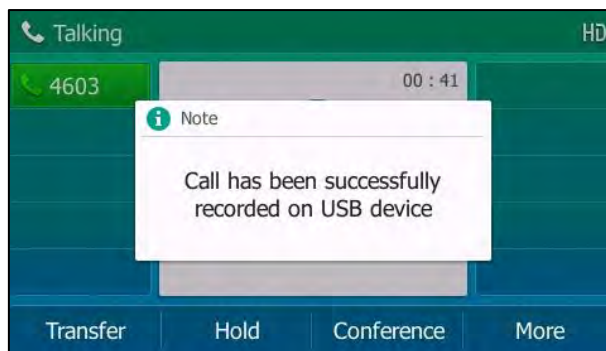 Talking
HD
4603
00 : 41
Note
Call has been successfully
recorded on USB device
Transfer
Hold
Conference
More